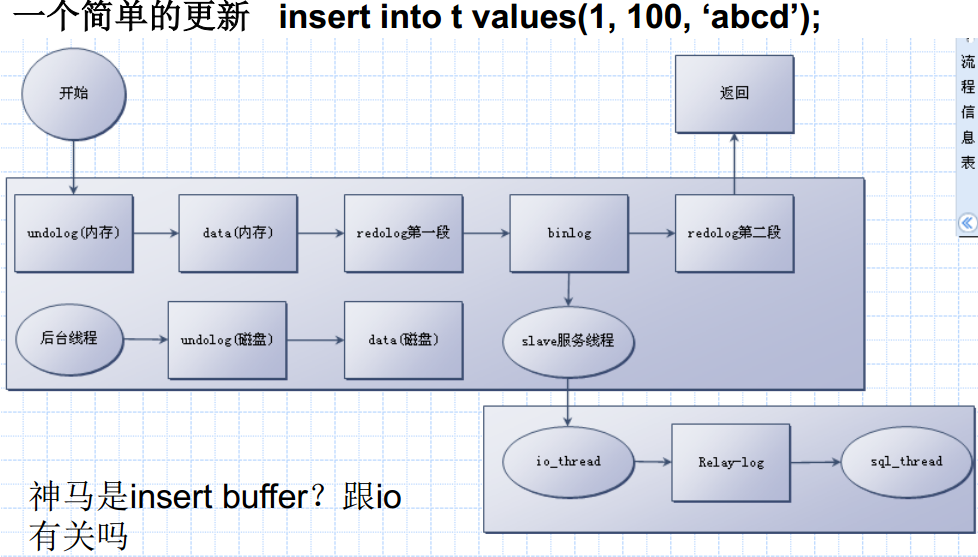 一个简单的更新 insert into t values(1, 100, ‘abcd’);
开始
返回
流程信息表
undolog(内存)
data(内存)
redolog第一段
binlog
redolog第二段
后台线程
undolog(磁盘)
data(磁盘)
slave服务线程
io_thread
Relay-log
sql_thread
神马是insert buffer？跟io
有关吗